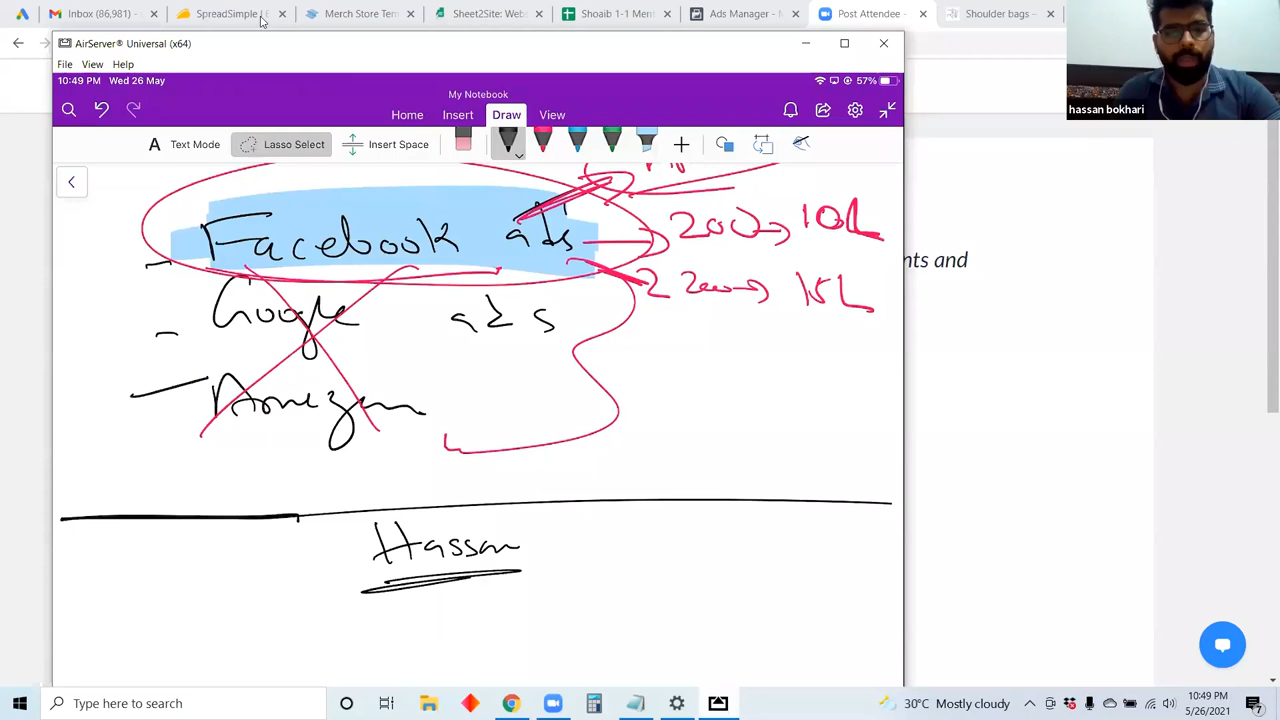 Inbox (86,981) -
SpreadSimple | E
Merch Store Tem
Sheet2Site: Web
Shoaib 1-1 Mem
Ads Manager - M
Post Attendee -
Shoulder bags –
AirServer® Universal (x64)
File View Help
10:49 PM Wed 26 May
57%
My Notebook
Home Insert Draw View
Text Mode
Lasso Select
Insert Space
Facebook ads
200 → 10L
nts and
15L
Google ads
Amazon
Hassan
hassan bokhari
Type here to search
30°C Mostly cloudy
10:49 PM
5/26/2021
7